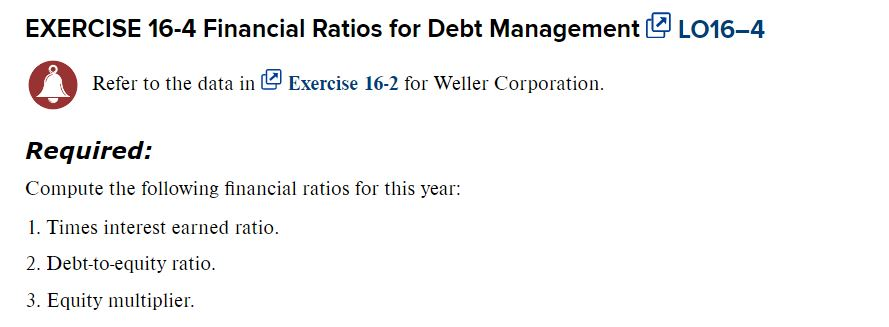 EXERCISE 16-4 Financial Ratios for Debt Management LO16–4
Refer to the data in Exercise 16-2 for Weller Corporation.
Required:
Compute the following financial ratios for this year:
1. Times interest earned ratio.
2. Debt-to-equity ratio.
3. Equity multiplier.